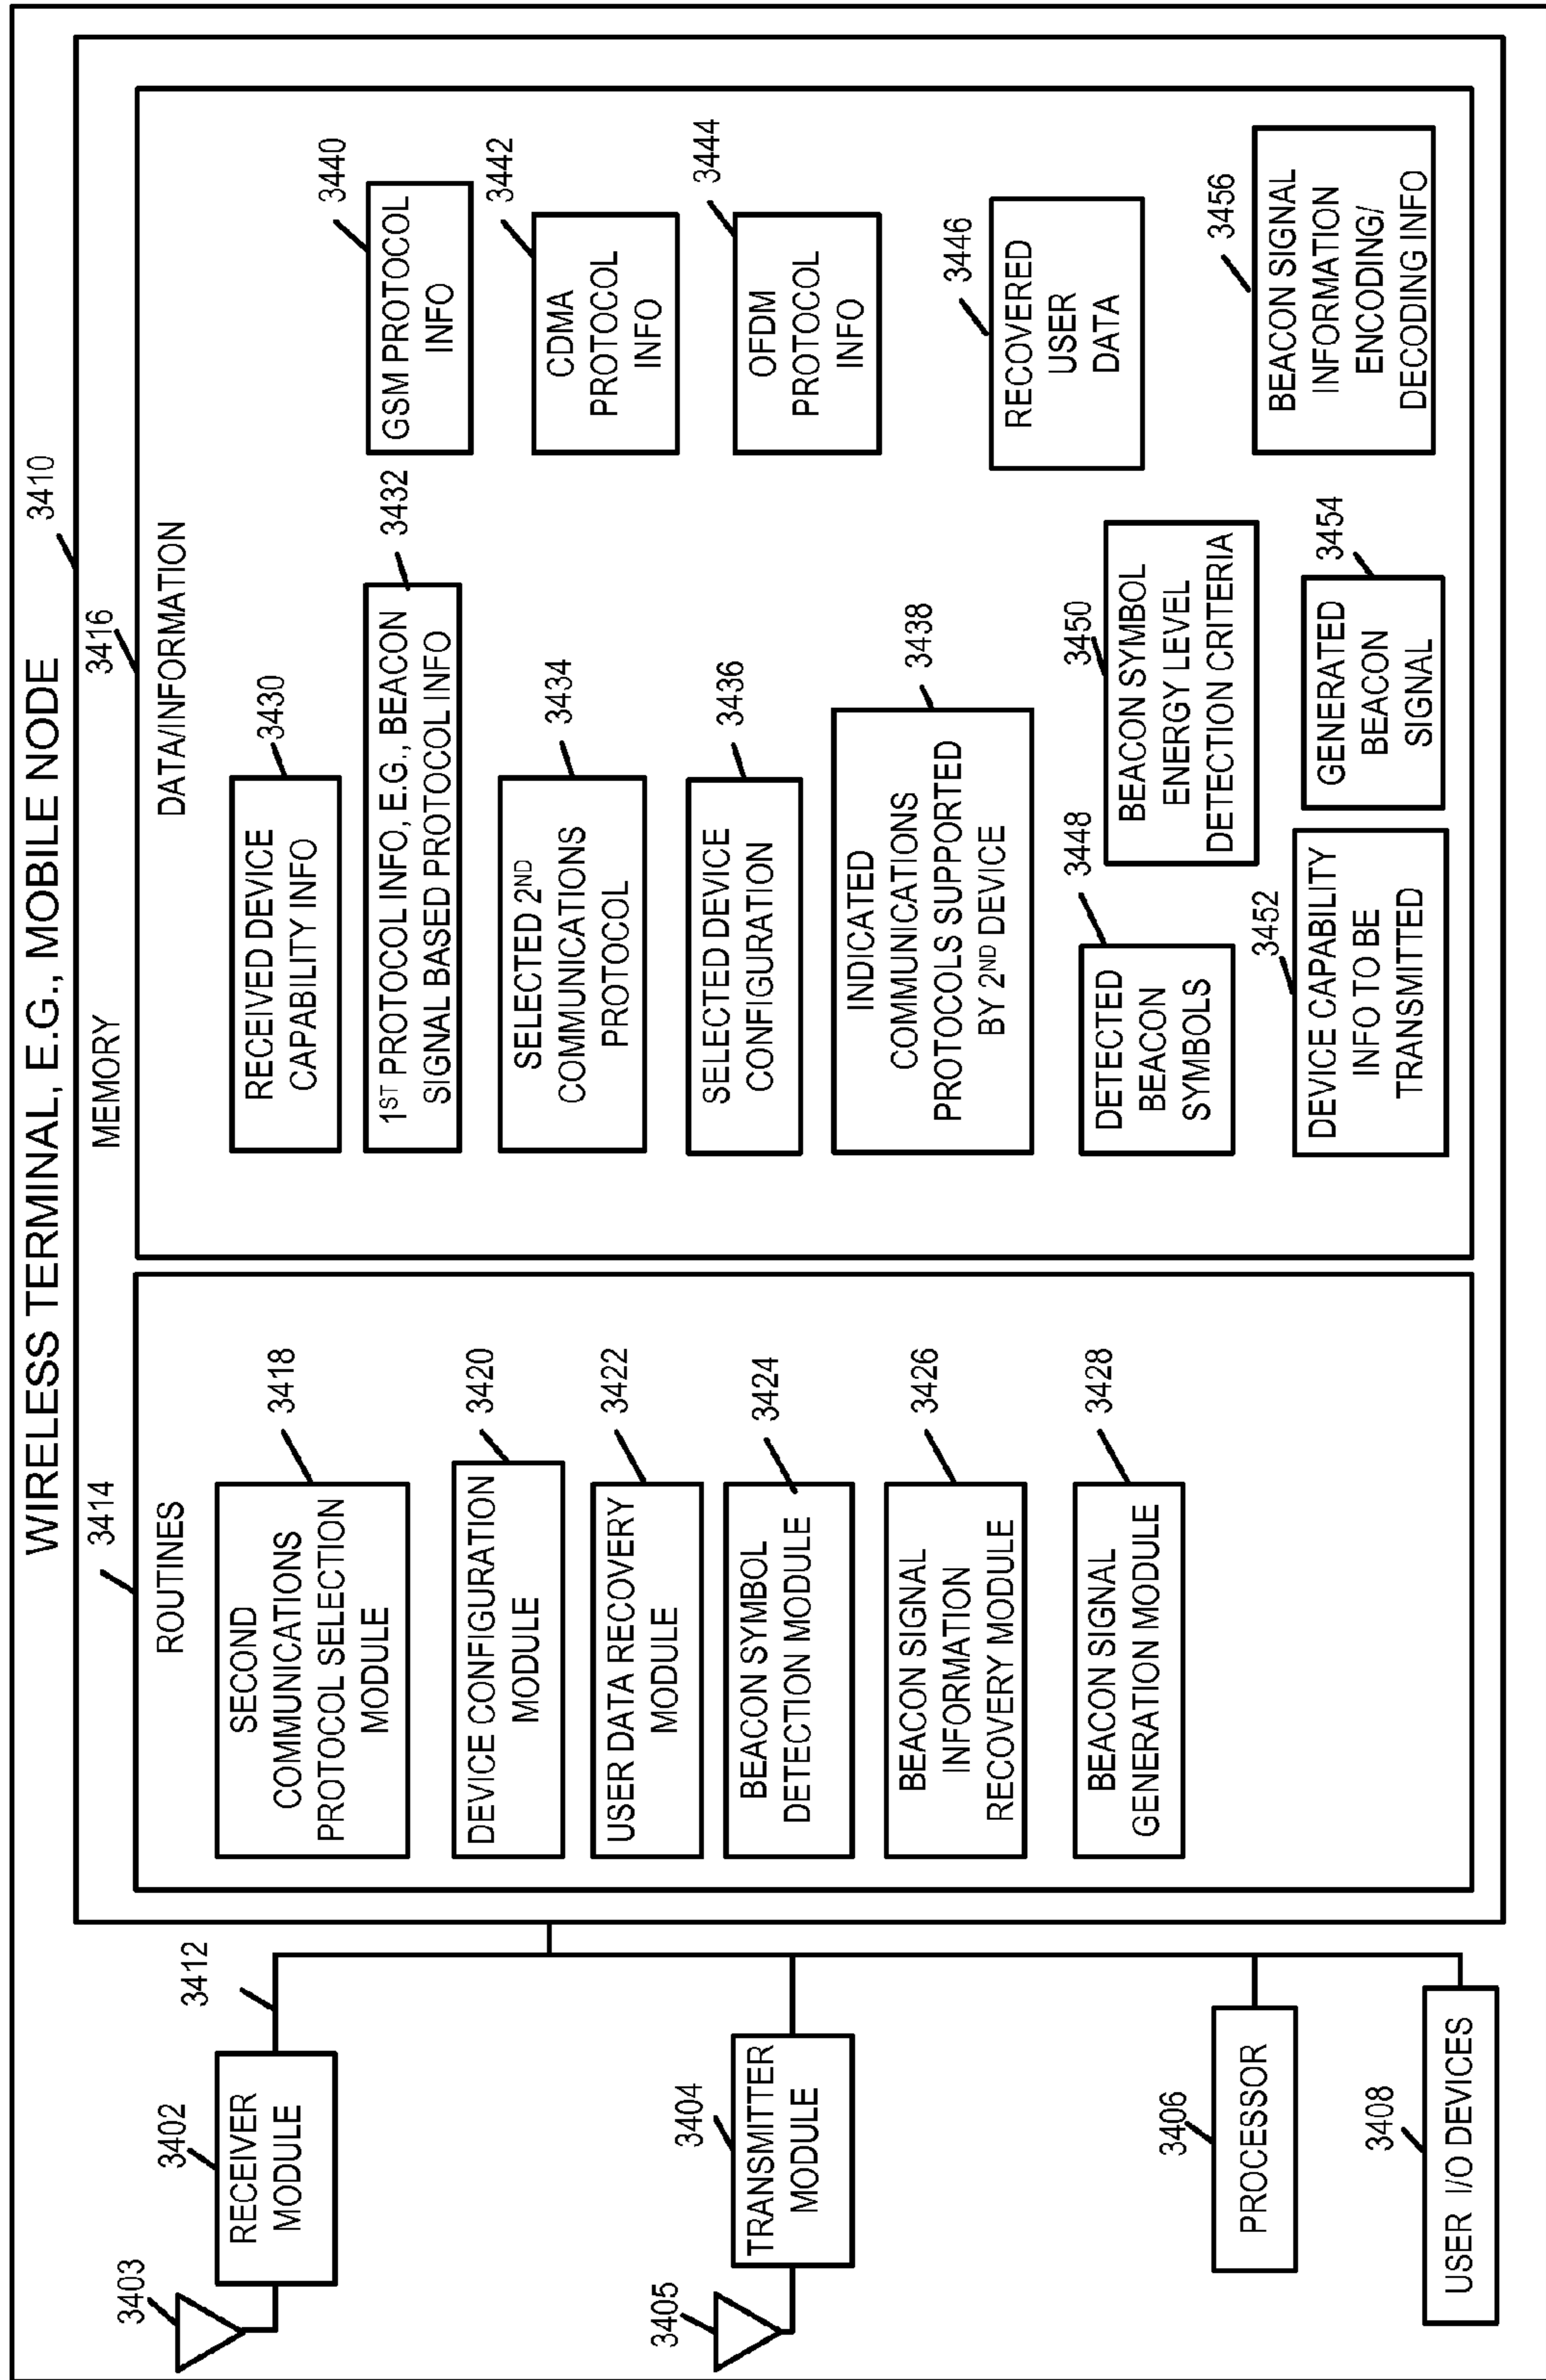 WIRELESS TERMINAL, E.G., MOBILE NODE
3410
MEMORY
3414
ROUTINES
3418
SECOND
COMMUNICATIONS
PROTOCOL SELECTION
MODULE
3420
DEVICE CONFIGURATION
MODULE
3422
USER DATA RECOVERY
MODULE
3424
BEACON SYMBOL
DETECTION MODULE
3426
BEACON SIGNAL
INFORMATION
RECOVERY MODULE
3428
BEACON SIGNAL
GENERATION MODULE
3416
DATA/INFORMATION
3430
RECEIVED DEVICE
CAPABILITY INFO
3432
1ST PROTOCOL INFO, E.G., BEACON
SIGNAL BASED PROTOCOL INFO
3434
SELECTED 2ND
COMMUNICATIONS
PROTOCOL
3436
SELECTED DEVICE
CONFIGURATION
3438
INDICATED
COMMUNICATIONS
PROTOCOLS SUPPORTED
BY 2ND DEVICE
3448
DETECTED
BEACON
SYMBOLS
3450
BEACON SYMBOL
ENERGY LEVEL
DETECTION CRITERIA
3452
DEVICE CAPABILITY
INFO TO BE
TRANSMITTED
3454
GENERATED
BEACON
SIGNAL
3440
GSM PROTOCOL
INFO
3442
CDMA
PROTOCOL
INFO
3444
OFDM
PROTOCOL
INFO
3446
RECOVERED
USER
DATA
3456
BEACON SIGNAL
INFORMATION
ENCODING/
DECODING INFO
3412
3403
3402
RECEIVER
MODULE
3405
3404
TRANSMITTER
MODULE
3406
PROCESSOR
3408
USER I/O DEVICES